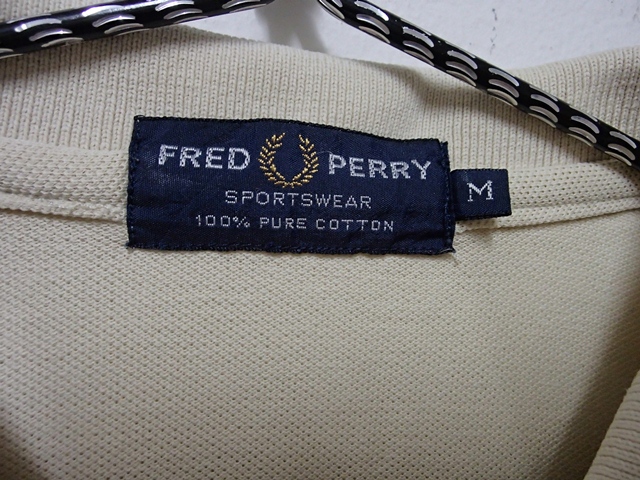 FRED PERRY
SPORTSWEAR
100% PURE COTTON
M